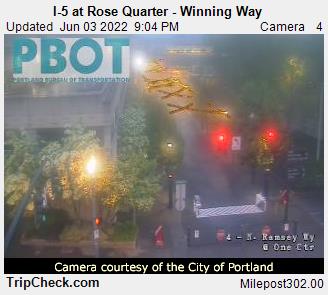 I-5 at Rose Quarter - Winning Way
Updated Jun 03 2022 9:04 PM Camera 4
PBOT
PORTLAND BUREAU OF TRANSPORTATION
4 - N. Ramsey Wy
@ One Ctr
Camera courtesy of the City of Portland
TripCheck.com Milepost302.00